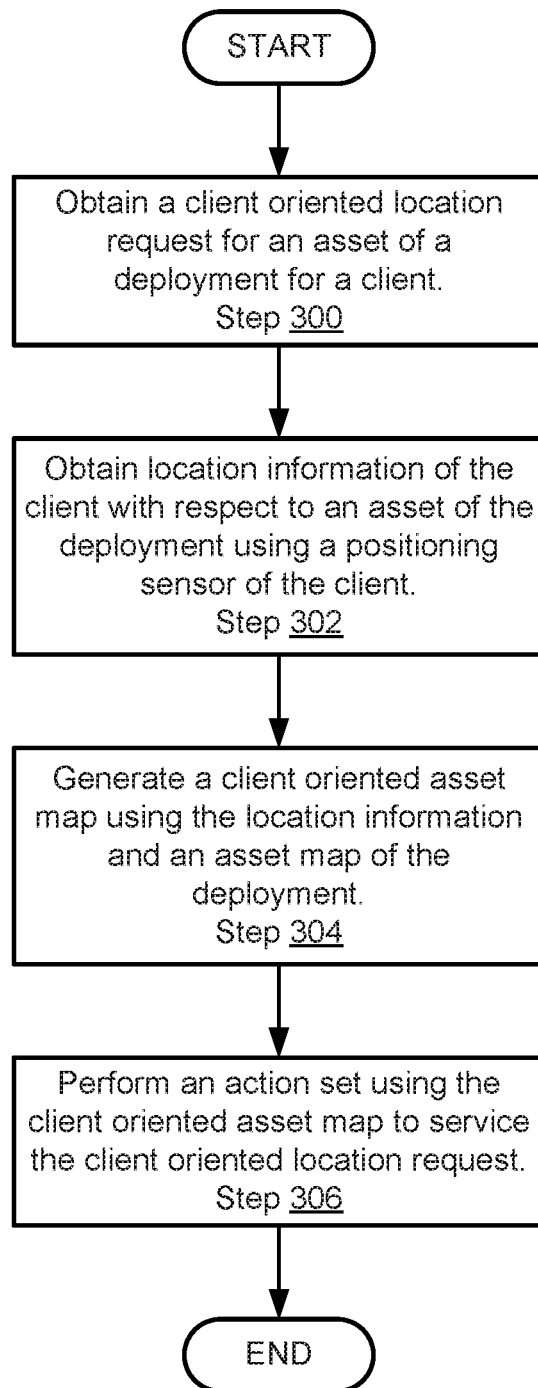 START
Obtain a client oriented location
request for an asset of a
deployment for a client.
Step 300
Obtain location information of the
client with respect to an asset of the
deployment using a positioning
sensor of the client.
Step 302
Generate a client oriented asset
map using the location information
and an asset map of the
deployment.
Step 304
Perform an action set using the
client oriented asset map to service
the client oriented location request.
Step 306
END